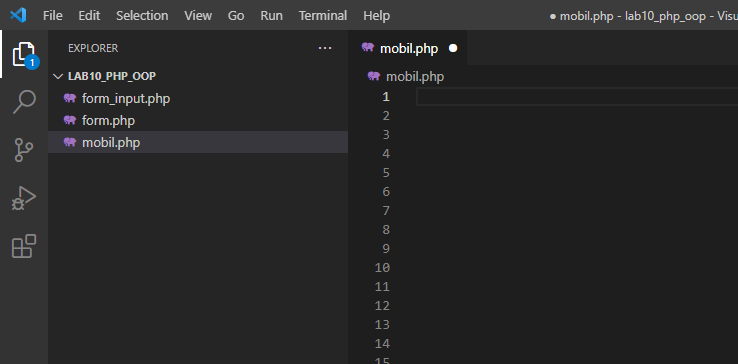 File Edit Selection View Go Run Terminal Help ● mobil.php - lab10_php_oop - Visu
EXPLORER ··· mobil.php ●
1
LAB10_PHP_OOP mobil.php
form_input.php
form.php
mobil.php
1
2
3
4
5
6
7
8
9
10
11
12
13
14
15